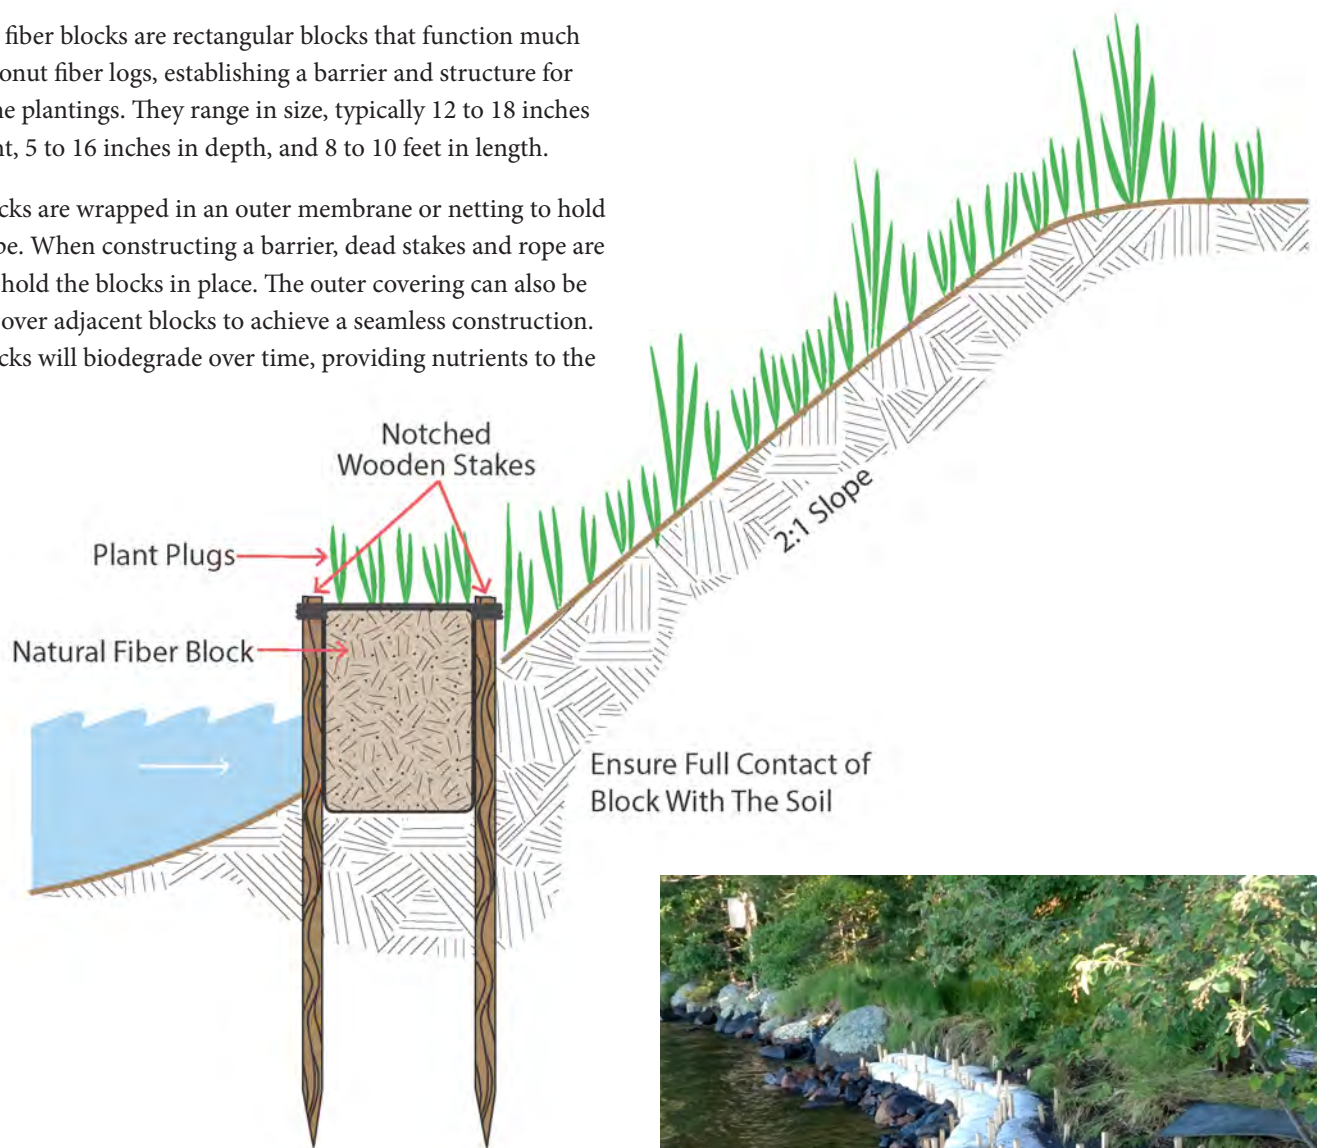 fiber blocks are rectangular blocks that function much
onut fiber logs, establishing a barrier and structure for
ne plantings. They range in size, typically 12 to 18 inches
nt, 5 to 16 inches in depth, and 8 to 10 feet in length.
cks are wrapped in an outer membrane or netting to hold
pe. When constructing a barrier, dead stakes and rope are
hold the blocks in place. The outer covering can also be
over adjacent blocks to achieve a seamless construction.
cks will biodegrade over time, providing nutrients to the
Notched
Wooden Stakes
Plant Plugs
Natural Fiber Block
2:1 Slope
Ensure Full Contact of
Block With The Soil